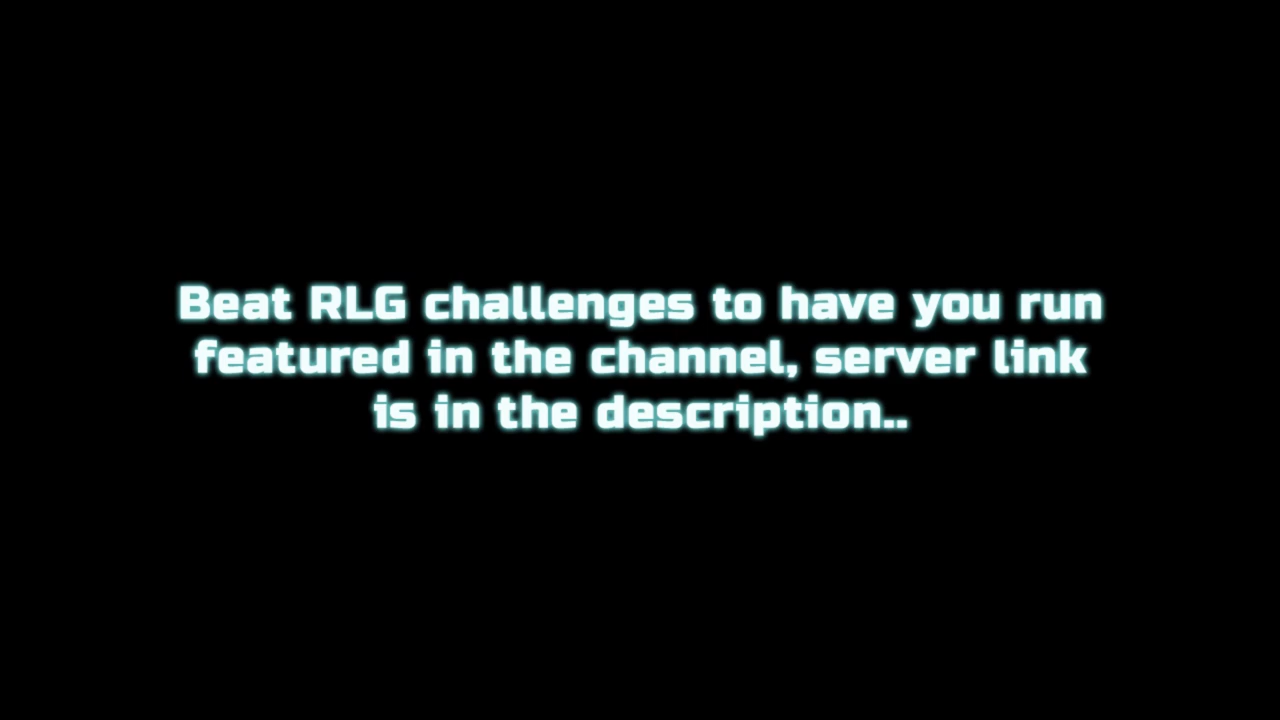 Beat RLG challenges to have you run
featured in the channel, server link
is in the description..